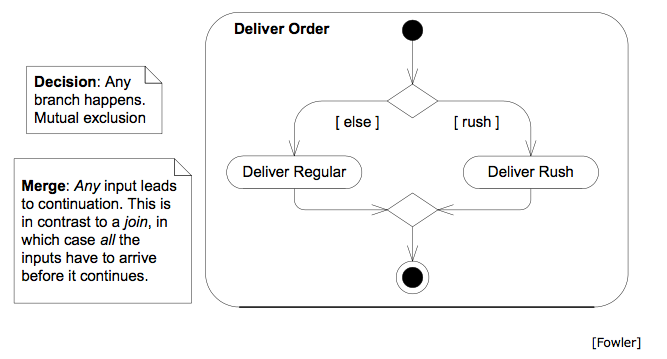 Deliver Order
Decision: Any
branch happens.
Mutual exclusion
[ else ]
[ rush ]
Merge: Any input leads
to continuation. This is
in contrast to a join, in
which case all the
inputs have to arrive
before it continues.
Deliver Regular
Deliver Rush
[Fowler]